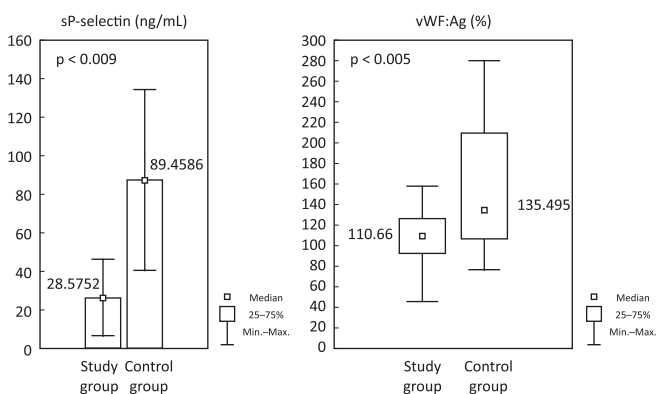 sP-selectin (ng/mL)
160
140
120
100
80
60
40
20
0
p < 0.009
28.5752
89.4586
Study group
Control group
Median
25–75%
Min.–Max.
vWF:Ag (%)
300
280
260
240
220
200
180
160
140
120
100
80
60
40
20
0
p < 0.005
110.66
135.495
Study group
Control group
Median
25–75%
Min.–Max.